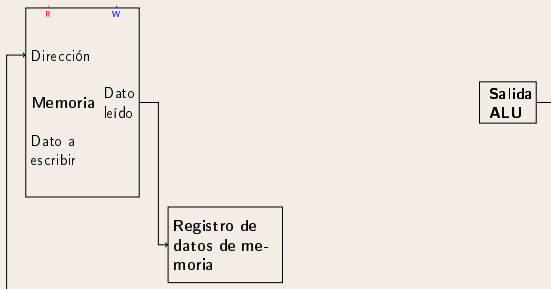 R
W
Dirección
Memoria
Dato
leído
Dato a
escribir
Salida
ALU
Registro de
datos de me-
moria